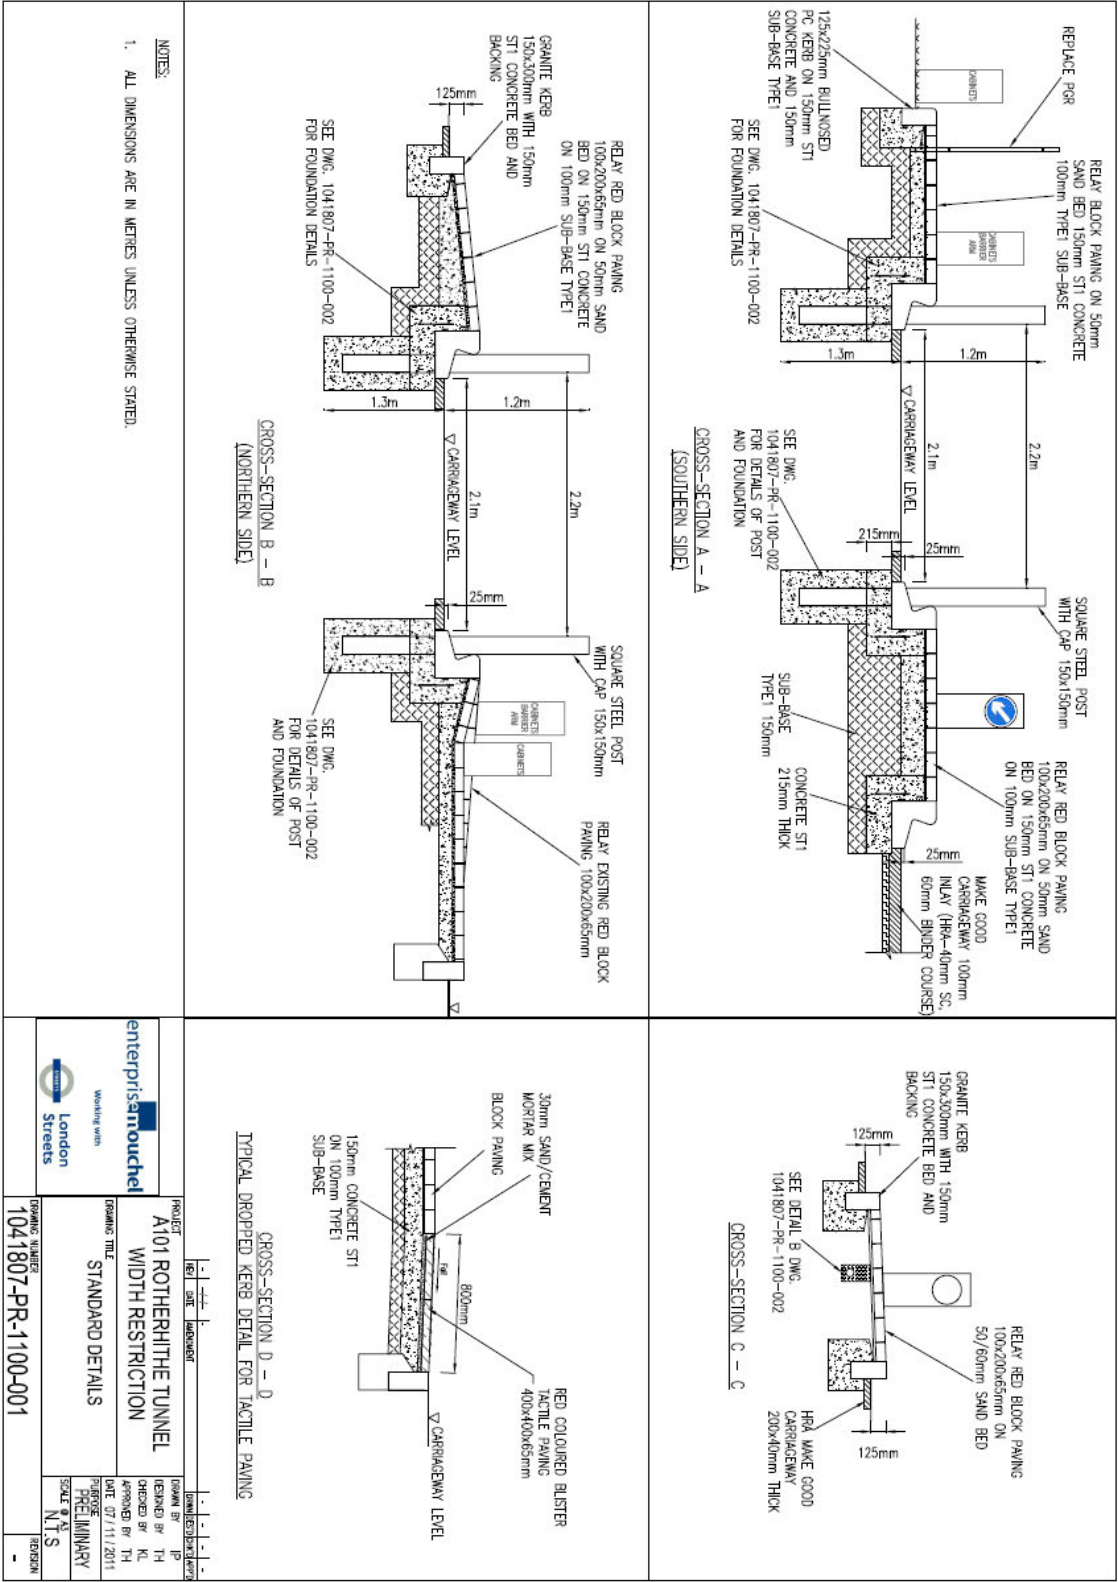 REPLACE PGR
CABINETS
RELAY BLOCK PAVING ON 50mm
SAND BED 150mm ST1 CONCRETE
100mm TYPE1 SUB-BASE
CABINETS
BARRIER
ARM
125x225mm BULLNOSED
PC KERB ON 150mm ST1
CONCRETE AND 150mm
SUB-BASE TYPE1
SEE DWG. 1041807-PR-1100-002
FOR FOUNDATION DETAILS
1.3m
1.2m
2.2m
2.1m
CARRIAGEWAY LEVEL
215mm
25mm
SEE DWG.
1041807-PR-1100-002
FOR DETAILS OF POST
AND FOUNDATION
SQUARE STEEL POST
WITH CAP 150x150mm
SUB-BASE
TYPE1 150mm
CONCRETE ST1
215mm THICK
RELAY RED BLOCK PAVING
100x200x65mm ON 50mm SAND
BED ON 150mm ST1 CONCRETE
ON 100mm SUB-BASE TYPE1
25mm
MAKE GOOD
CARRIAGEWAY 100mm
INLAY (HRA-40mm SC,
60mm BINDER COURSE)
CROSS-SECTION A - A
(SOUTHERN SIDE)
GRANITE KERB
150x300mm WITH 150mm
ST1 CONCRETE BED AND
BACKING
125mm
RELAY RED BLOCK PAVING
100x200x65mm ON
50/60mm SAND BED
SEE DETAIL B DWG.
1041807-PR-1100-002
125mm
HRA MAKE GOOD
CARRIAGEWAY
200x40mm THICK
CROSS-SECTION C - C
GRANITE KERB
150x300mm WITH 150mm
ST1 CONCRETE BED AND
BACKING
125mm
RELAY RED BLOCK PAVING
100x200x65mm ON 50mm SAND
BED ON 150mm ST1 CONCRETE
ON 100mm SUB-BASE TYPE1
SEE DWG. 1041807-PR-1100-002
FOR FOUNDATION DETAILS
1.3m
1.2m
2.2m
2.1m
CARRIAGEWAY LEVEL
25mm
SQUARE STEEL POST
WITH CAP 150x150mm
CABINETS
BARRIER
ARM
CABINETS
RELAY EXISTING RED BLOCK
PAVING 100x200x65mm
SEE DWG.
1041807-PR-1100-002
FOR DETAILS OF POST
AND FOUNDATION
CROSS-SECTION B - B
(NORTHERN SIDE)
30mm SAND/CEMENT
MORTAR MIX
BLOCK PAVING
800mm
Fall
RED COLOURED BLISTER
TACTILE PAVING
400x400x65mm
CARRIAGEWAY LEVEL
150mm CONCRETE ST1
ON 100mm TYPE1
SUB-BASE
CROSS-SECTION D - D
TYPICAL DROPPED KERB DETAIL FOR TACTILE PAVING
NOTES:
1. ALL DIMENSIONS ARE IN METRES UNLESS OTHERWISE STATED.
enterprisemouchel
Working with
London
Streets
REV DATE AMENDMENT
PROJECT
A101 ROTHERHITHE TUNNEL
WIDTH RESTRICTION
DRAWING TITLE
STANDARD DETAILS
DRAWING NUMBER
1041807-PR-1100-001
DRAWN BY IP
DESIGNED BY TH
CHECKED BY KL
APPROVED BY TH
DATE 07/11/2011
PURPOSE
PRELIMINARY
SCALE @ A3
N.T.S
REVISION
-